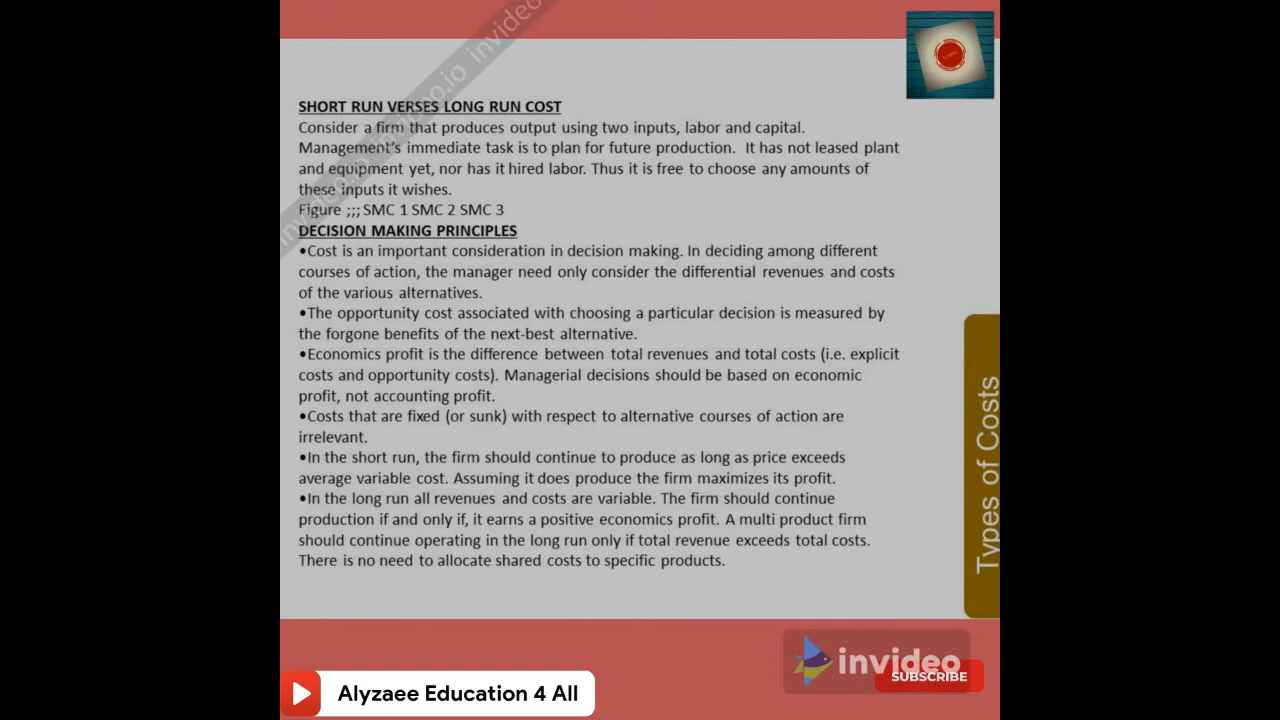 SHORT RUN VERSES LONG RUN COST
Consider a firm that produces output using two inputs, labor and capital.
Management's immediate task is to plan for future production. It has not leased plant
and equipment yet, nor has it hired labor. Thus it is free to choose any amounts of
these inputs it wishes.
Figure ;;; SMC 1 SMC 2 SMC 3
DECISION MAKING PRINCIPLES
•Cost is an important consideration in decision making. In deciding among different
courses of action, the manager need only consider the differential revenues and costs
of the various alternatives.
•The opportunity cost associated with choosing a particular decision is measured by
the forgone benefits of the next-best alternative.
•Economics profit is the difference between total revenues and total costs (i.e. explicit
costs and opportunity costs). Managerial decisions should be based on economic
profit, not accounting profit.
•Costs that are fixed (or sunk) with respect to alternative courses of action are
irrelevant.
•In the short run, the firm should continue to produce as long as price exceeds
average variable cost. Assuming it does produce the firm maximizes its profit.
•In the long run all revenues and costs are variable. The firm should continue
production if and only if, it earns a positive economics profit. A multi product firm
should continue operating in the long run only if total revenue exceeds total costs.
There is no need to allocate shared costs to specific products.
Types of Costs
invideo.io invideo.io invideo
invideo
SUBSCRIBE
Alyzaee Education 4 All